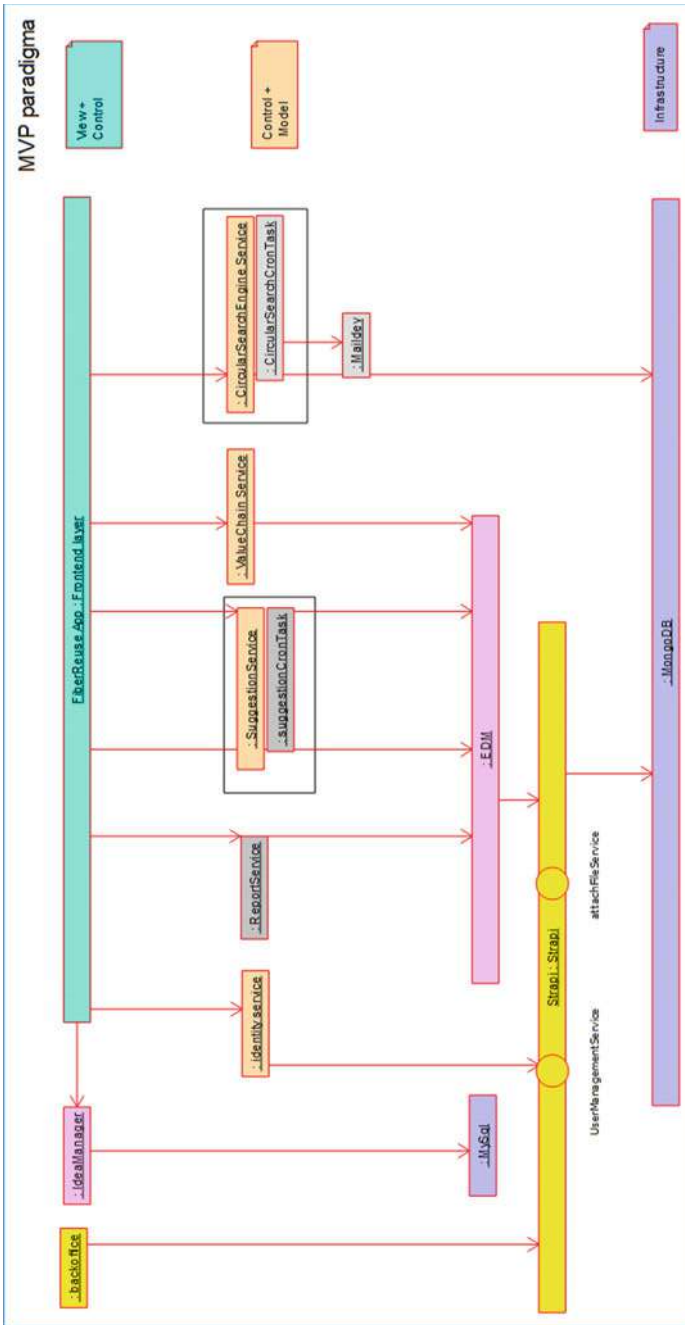 MVP paradigma
View +
Control
Control +
Model
Infrastructure
: backoffice
: IdeaManager
FiberReuse App : Frontend layer
: identity service
: ReportService
: SuggestionService
: suggestionCronTask
: ValueChain Service
: CircularSearchEngine Service
: CircularSearchCronTask
: Maildev
: MySql
: EDM
Strapi : Strapi
UserManagementService
attachFileService
: MongoDB